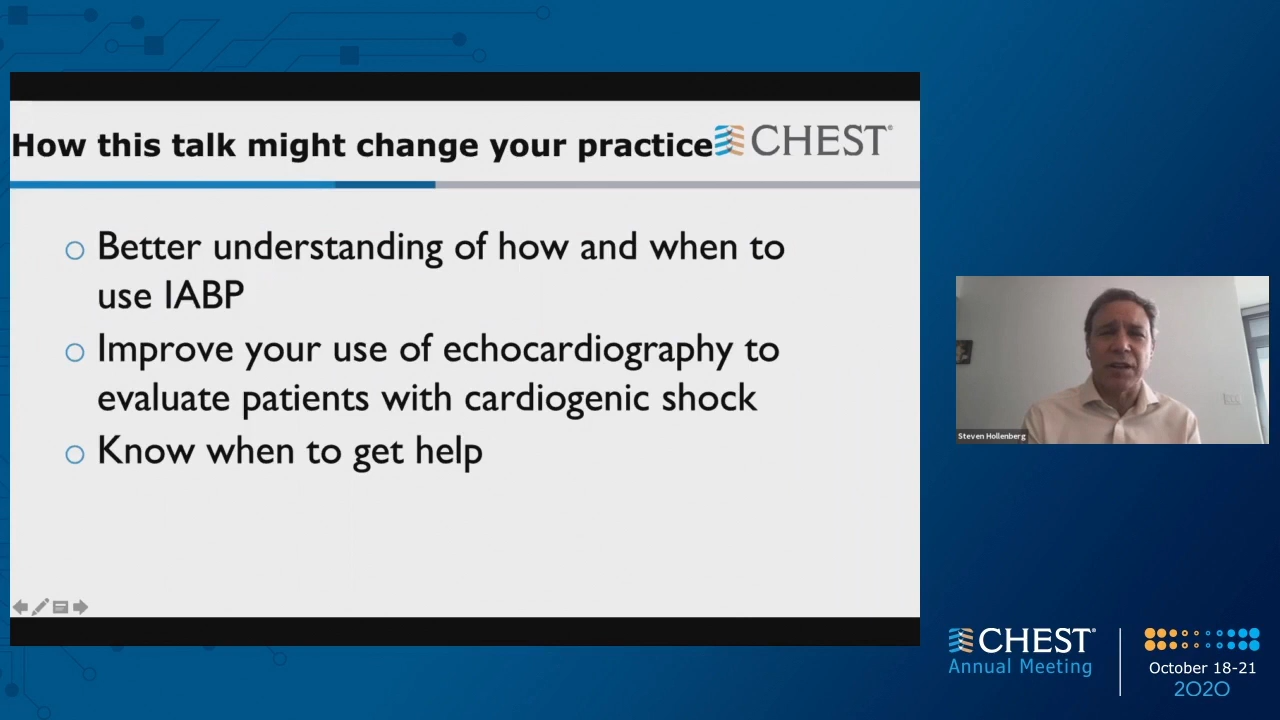 How this talk might change your practice
CHEST®
Better understanding of how and when to
use IABP
Improve your use of echocardiography to
evaluate patients with cardiogenic shock
Know when to get help
Steven Hollenberg
CHEST®
Annual Meeting
October 18-21
2020